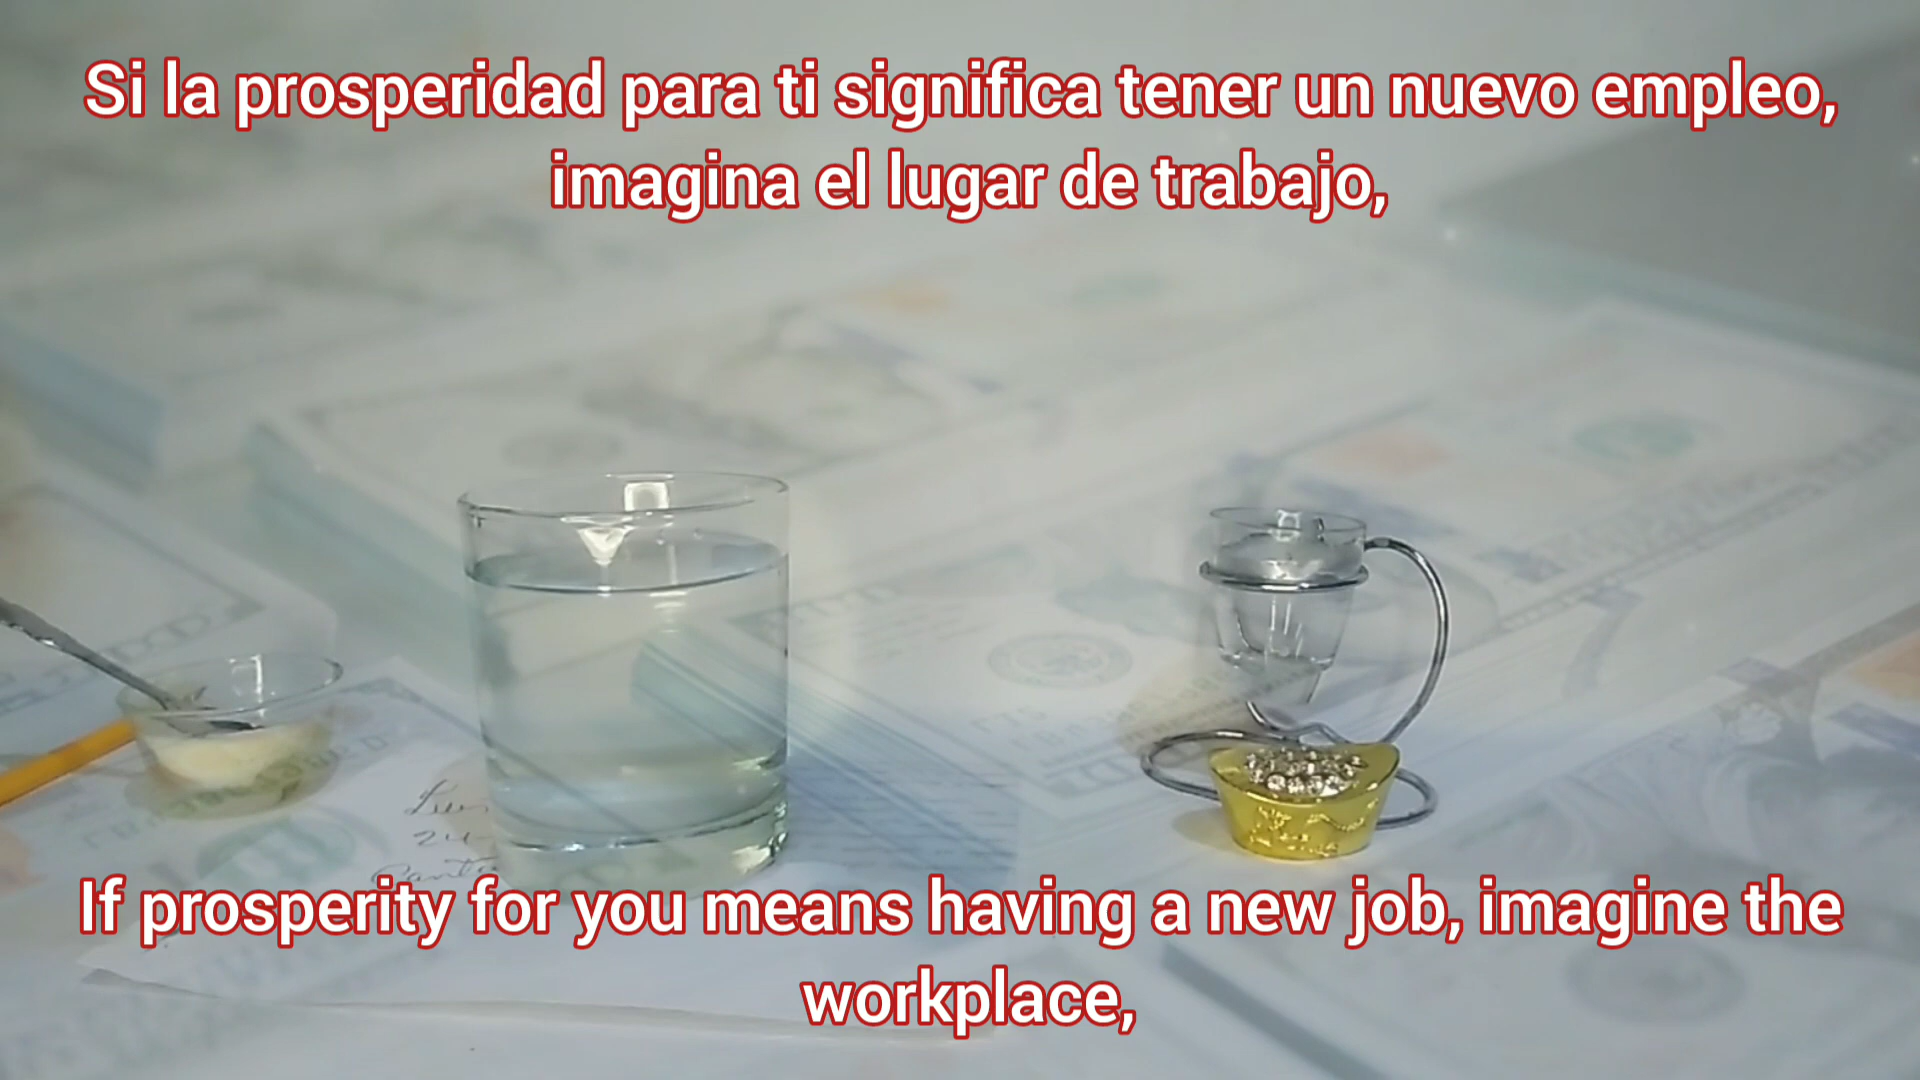 Si la prosperidad para ti significa tener un nuevo empleo,
imagina el lugar de trabajo,
24
If prosperity for you means having a new job, imagine the
workplace,